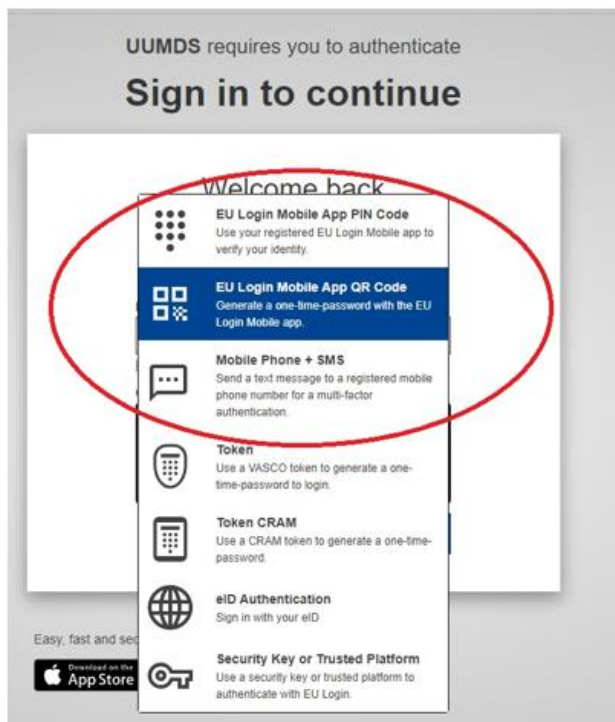 UUMDS requires you to authenticate
Sign in to continue
Welcome back
EU Login Mobile App PIN Code
Use your registered EU Login Mobile app to
verify your identity.
EU Login Mobile App QR Code
Generate a one-time-password with the EU
Login Mobile app.
Mobile Phone + SMS
Send a text message to a registered mobile
phone number for a multi-factor
authentication.
Token
Use a VASCO token to generate a one-
time-password to login.
Token CRAM
Use a CRAM token to generate a one-time-
password.
eID Authentication
Sign in with your eID
Security Key or Trusted Platform
Use a security key or trusted platform to
authenticate with EU Login.
Easy, fast and sec
Download on the
App Store